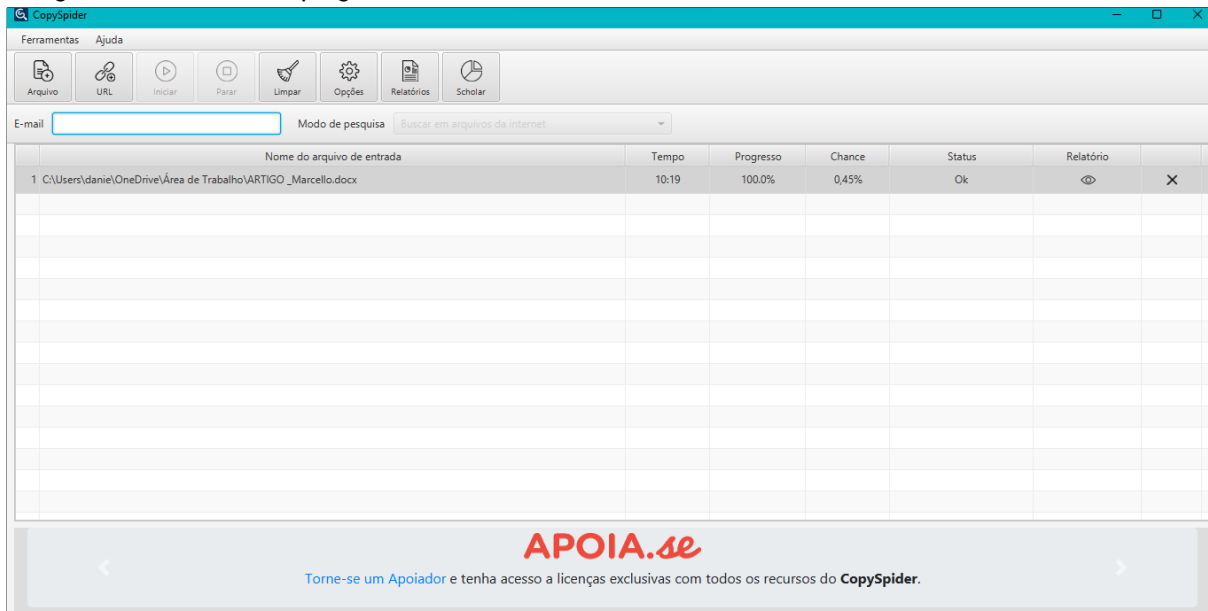 CopySpider
Ferramentas Ajuda
Arquivo URL Iniciar Parar Limpar Opções Relatórios Scholar
E-mail Modo de pesquisa Buscar em arquivos da internet
Nome do arquivo de entrada Tempo Progresso Chance Status Relatório
1 C:\Users\danie\OneDrive\Área de Trabalho\ARTIGO _Marcello.docx 10:19 100.0% 0,45% Ok
APOIA.se
Torne-se um Apoiador e tenha acesso a licenças exclusivas com todos os recursos do CopySpider.